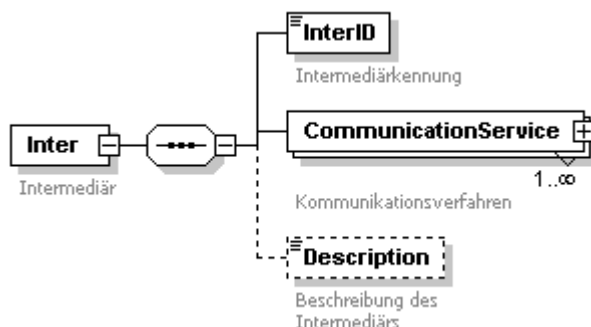 InterID
Intermediärkennung
Inter
Intermediär
CommunicationService
1..∞
Kommunikationsverfahren
Description
Beschreibung des
Intermediärs